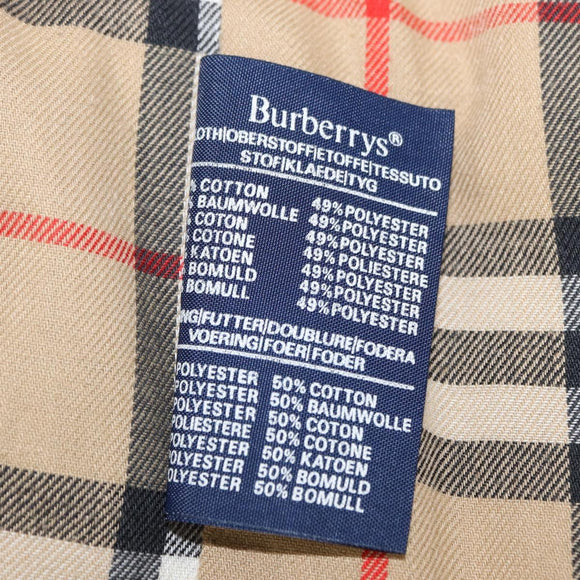 Burberrys®
OTH|OBERSTOFF|ETOFFE|TESSUTO
STOF|KLAEDE|TYG
% COTTON 49% POLYESTER
% BAUMWOLLE 49% POLYESTER
% COTON 49% POLYESTER
% COTONE 49% POLIESTERE
% KATOEN 49% POLYESTER
% BOMULD 49% POLYESTER
% BOMULL 49% POLYESTER
NG|FUTTER|DOUBLURE|FODERA
VOERING|FOER|FODER
POLYESTER 50% COTTON
POLYESTER 50% BAUMWOLLE
POLYESTER 50% COTON
POLIESTERE 50% COTONE
POLYESTER 50% KATOEN
POLYESTER 50% BOMULD
OLYESTER 50% BOMULL